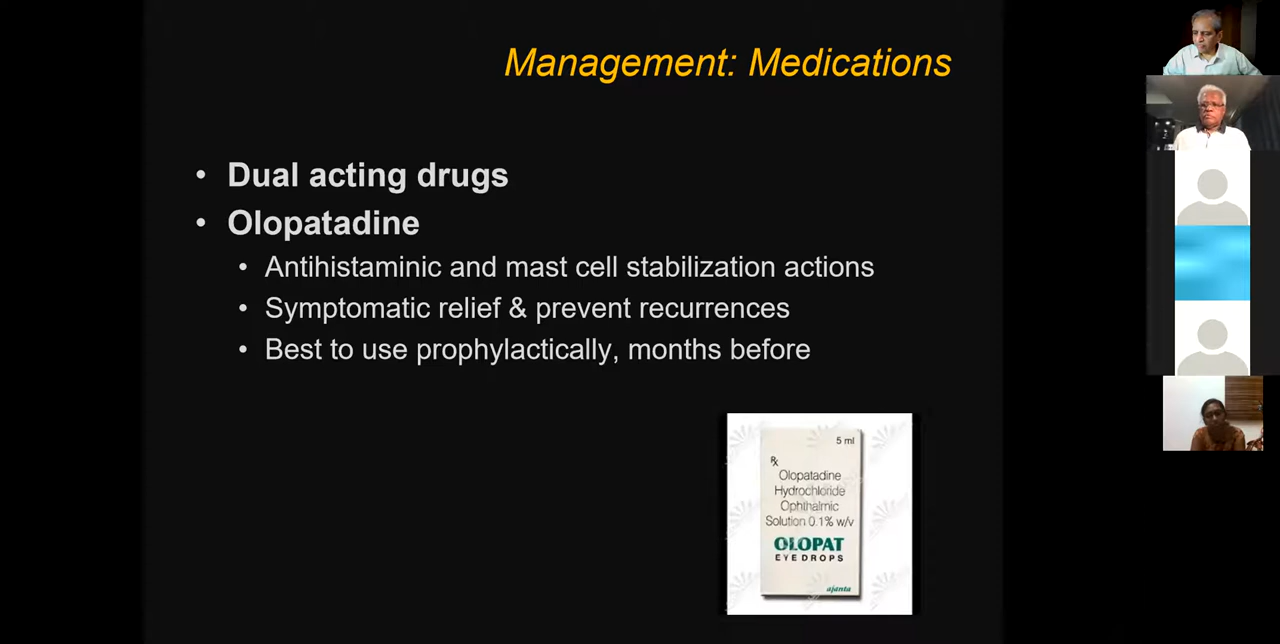 Management: Medications
• Dual acting drugs
• Olopatadine
• Antihistaminic and mast cell stabilization actions
• Symptomatic relief & prevent recurrences
• Best to use prophylactically, months before
5 ml
Rx
Olopatadine
Hydrochloride
Ophthalmic
Solution 0.1% w/v
OLOPAT
EYE DROPS
ajanta